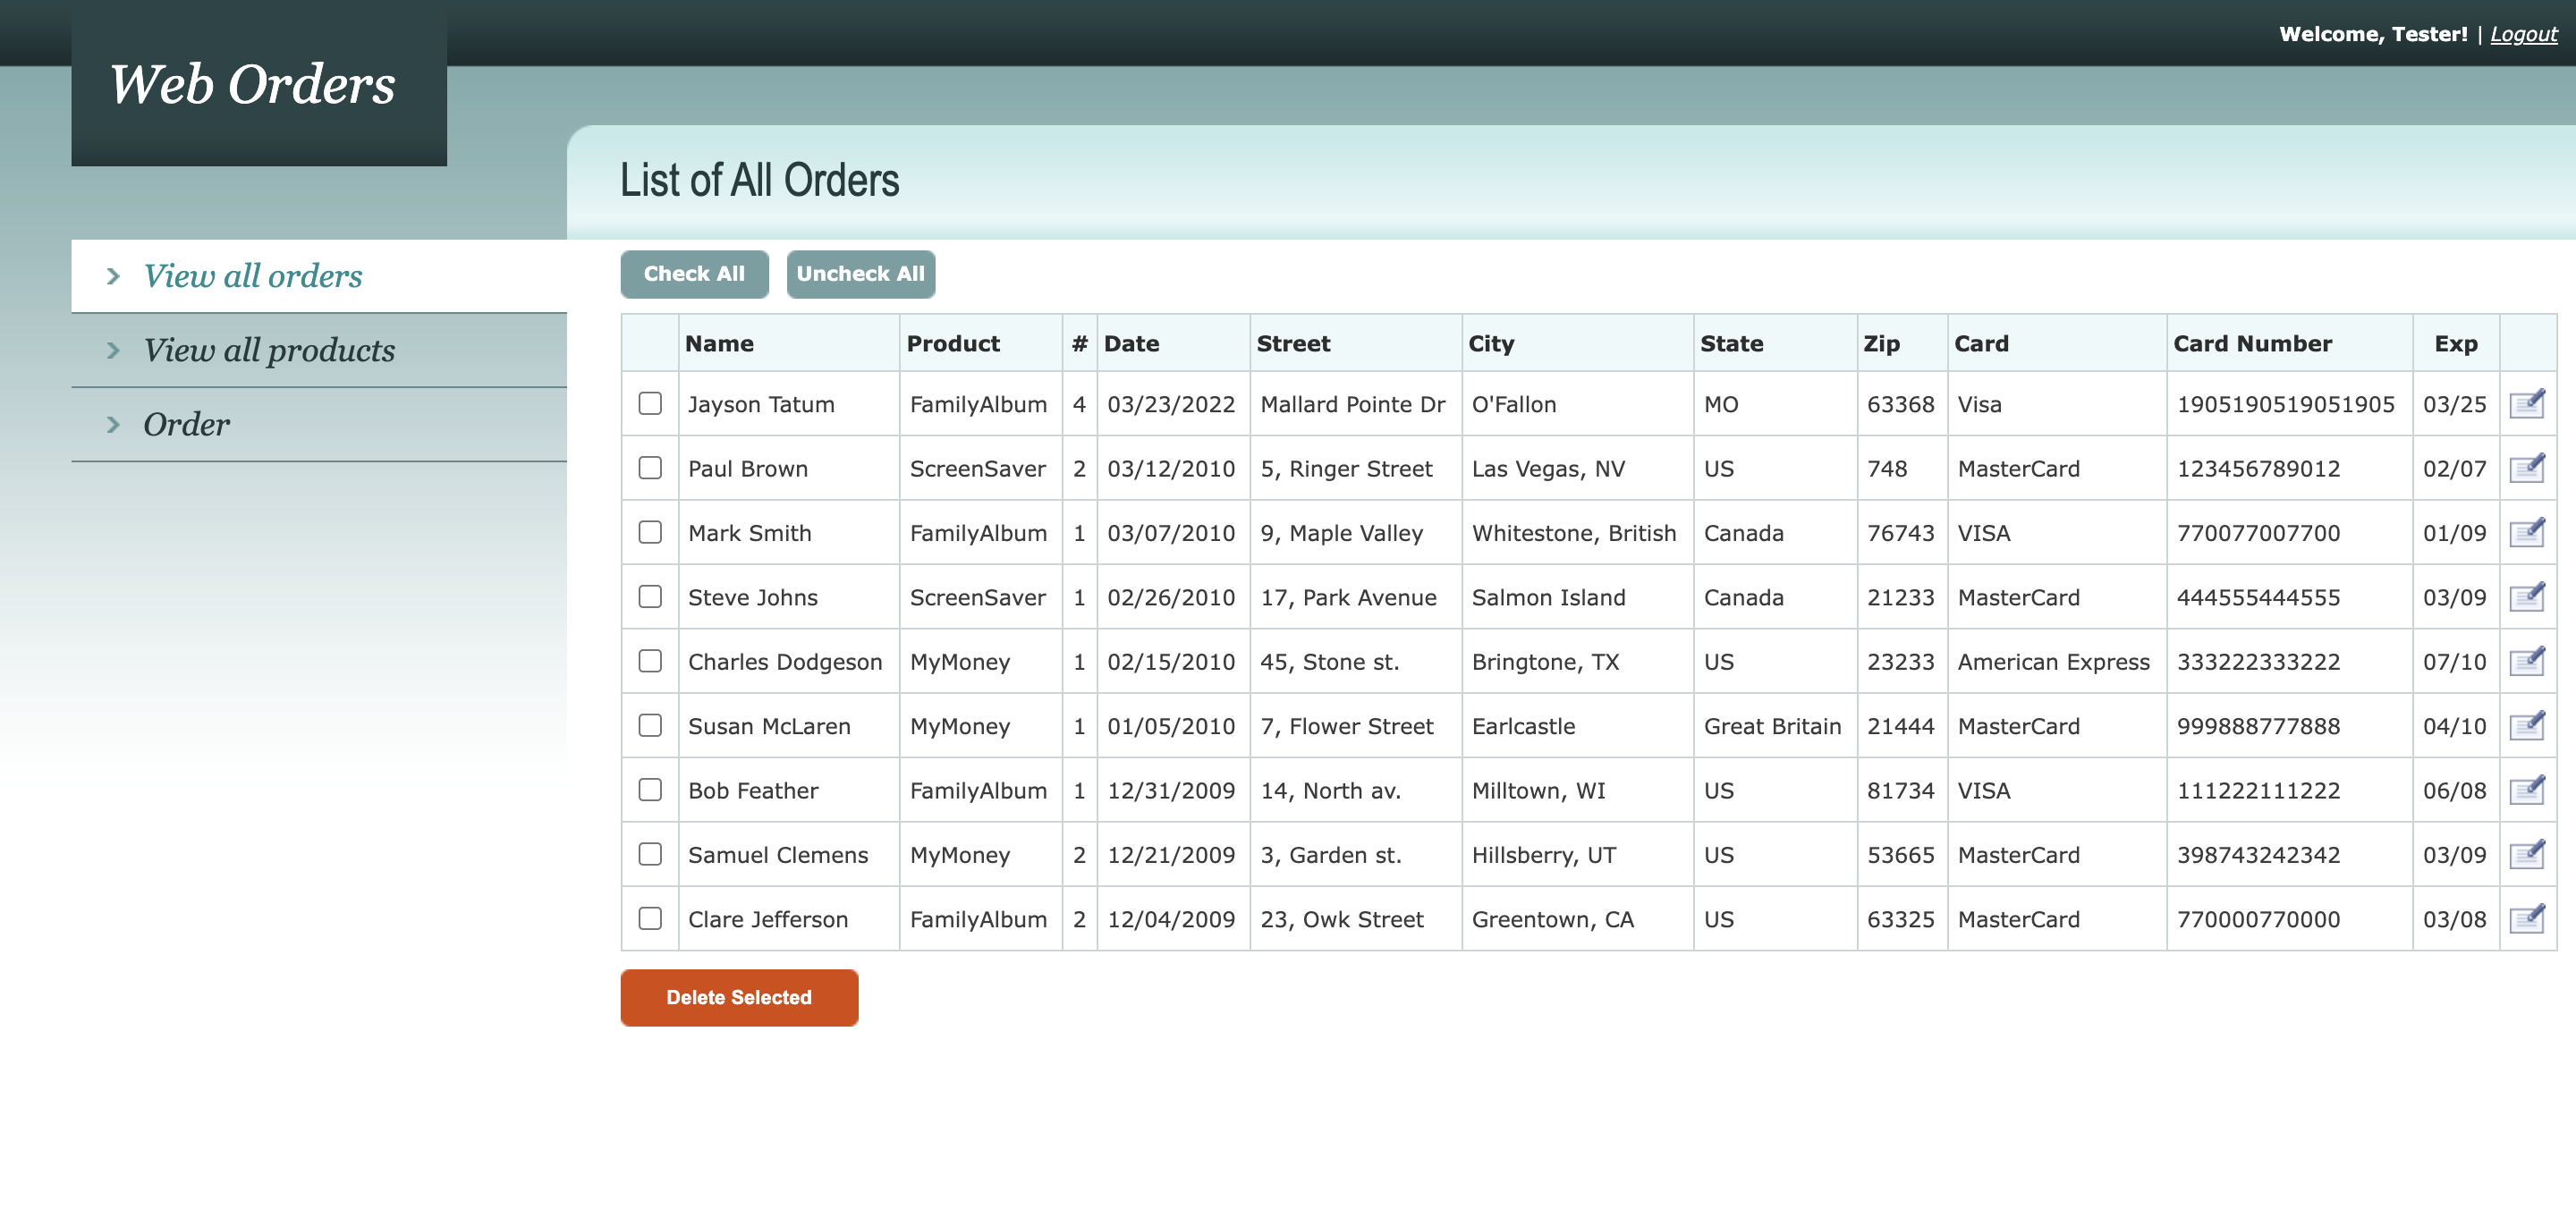 Welcome, Tester! | Logout
Web Orders
List of All Orders
View all orders
View all products
Order
Check All Uncheck All
Name Product # Date Street City State Zip Card Card Number Exp
Jayson Tatum FamilyAlbum 4 03/23/2022 Mallard Pointe Dr O'Fallon MO 63368 Visa 1905190519051905 03/25
Paul Brown ScreenSaver 2 03/12/2010 5, Ringer Street Las Vegas, NV US 748 MasterCard 123456789012 02/07
Mark Smith FamilyAlbum 1 03/07/2010 9, Maple Valley Whitestone, British Canada 76743 VISA 770077007700 01/09
Steve Johns ScreenSaver 1 02/26/2010 17, Park Avenue Salmon Island Canada 21233 MasterCard 444555444555 03/09
Charles Dodgeson MyMoney 1 02/15/2010 45, Stone st. Bringtone, TX US 23233 American Express 333222333222 07/10
Susan McLaren MyMoney 1 01/05/2010 7, Flower Street Earlcastle Great Britain 21444 MasterCard 999888777888 04/10
Bob Feather FamilyAlbum 1 12/31/2009 14, North av. Milltown, WI US 81734 VISA 111222111222 06/08
Samuel Clemens MyMoney 2 12/21/2009 3, Garden st. Hillsberry, UT US 53665 MasterCard 398743242342 03/09
Clare Jefferson FamilyAlbum 2 12/04/2009 23, Owk Street Greentown, CA US 63325 MasterCard 770000770000 03/08
Delete Selected